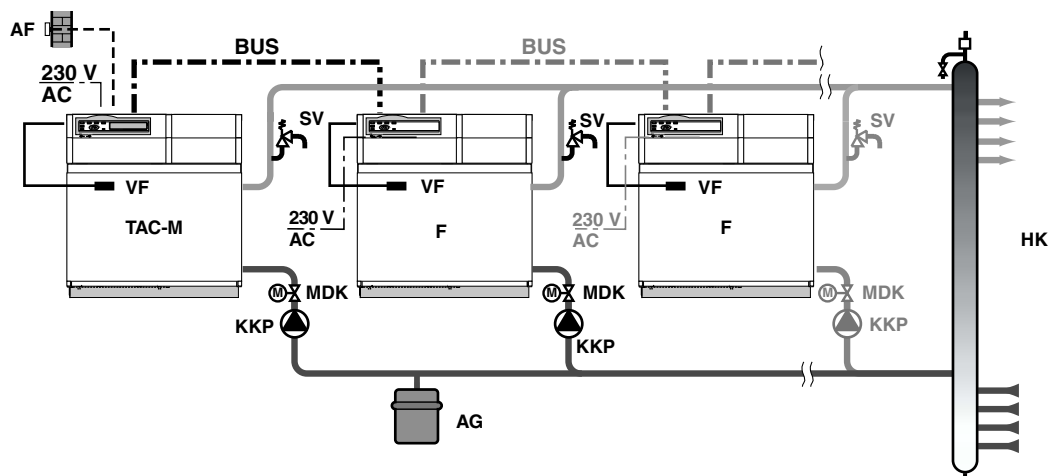 AF
BUS
BUS
230 V
AC
SV
SV
SV
VF
VF
VF
TAC-M
F
F
230 V
AC
230 V
AC
HK
M
MDK
M
MDK
M
MDK
KKP
KKP
KKP
AG